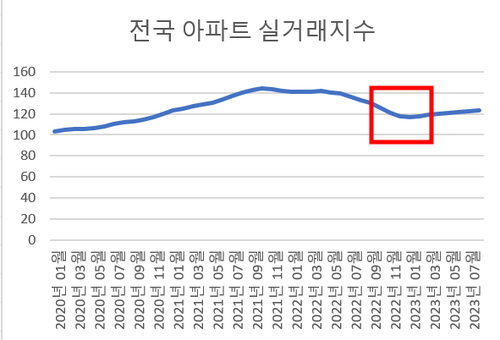 전국 아파트 실거래지수
160
140
120
100
80
60
40
20
0
2020년 01월
2020년 03월
2020년 05월
2020년 07월
2020년 09월
2020년 11월
2021년 01월
2021년 03월
2021년 05월
2021년 07월
2021년 09월
2021년 11월
2022년 01월
2022년 03월
2022년 05월
2022년 07월
2022년 09월
2022년 11월
2023년 01월
2023년 03월
2023년 05월
2023년 07월